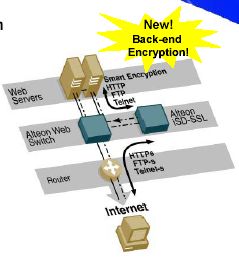 n
New!
Back-end
Encryption!
Web
Servers
Smart Encryption
HTTP
FTP
Telnet
Alteon Web
Switch
Alteon
iSD-SSL
Router
HTTPs
FTP-s
Telnet-s
Internet